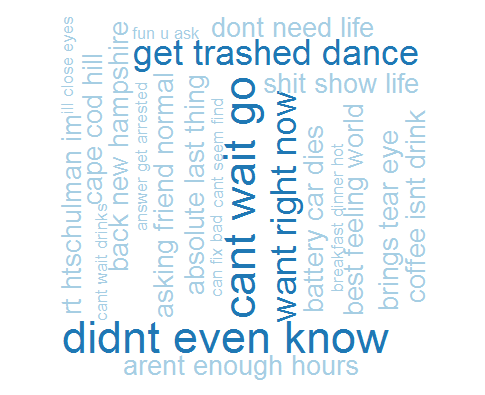 fun u ask
dont need life
get trashed dance
shit show life
rt htschulman im
ill close eyes
cape cod hill
cant wait drinks
back new hampshire
answer get arrested
asking friend normal
absolute last thing
can fix bad cant seem find
cant wait go
want right now
battery car dies
breakfast dinner hot
best feeling world
brings tear eye
coffee isnt drink
didnt even know
arent enough hours